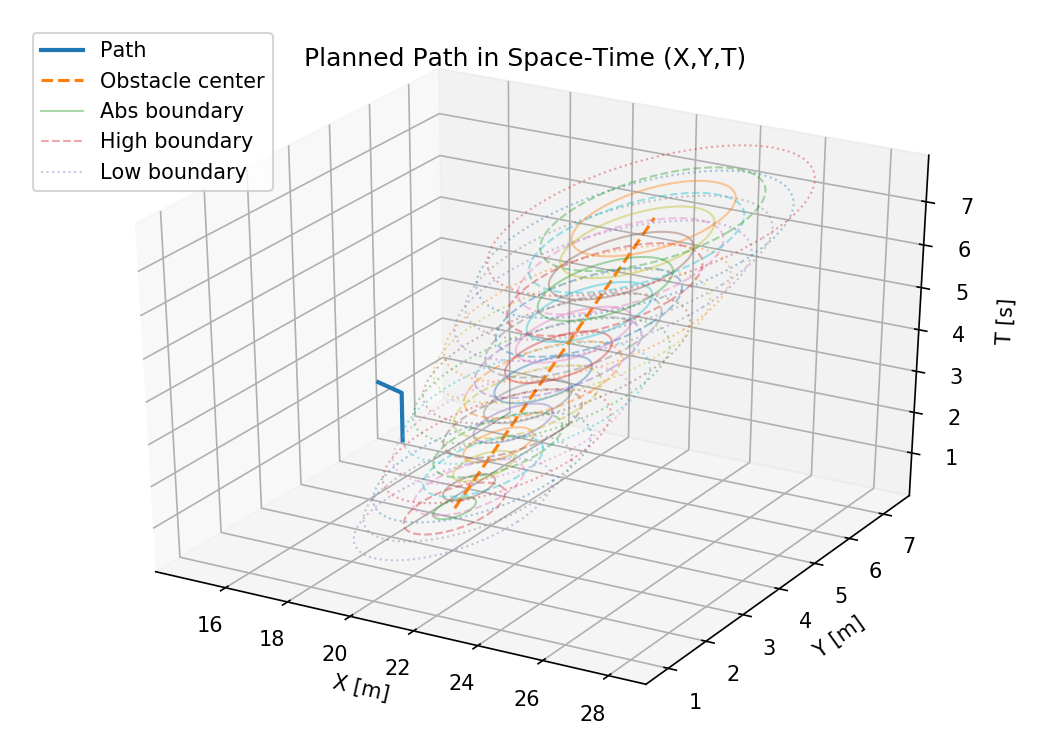 Planned Path in Space-Time (X,Y,T)
Path
Obstacle center
Abs boundary
High boundary
Low boundary
16
18
20
22
24
26
28
X [m]
1
2
3
4
5
6
7
Y [m]
1
2
3
4
5
6
7
T [s]